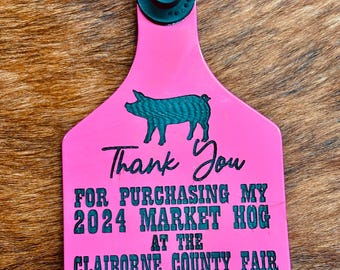 Thank You
FOR PURCHASING MY
2024 MARKET HOG
AT THE
CLAIBORNE COUNTY FAIR